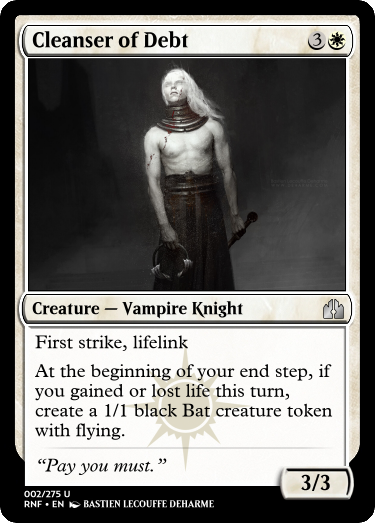 Cleanser of Debt 3
Creature — Vampire Knight
First strike, lifelink
At the beginning of your end step, if
you gained or lost life this turn,
create a 1/1 black Bat creature token
with flying.
“Pay you must.”
3/3
002/275 U
RNF • EN BASTIEN LECOUFFE DEHARME